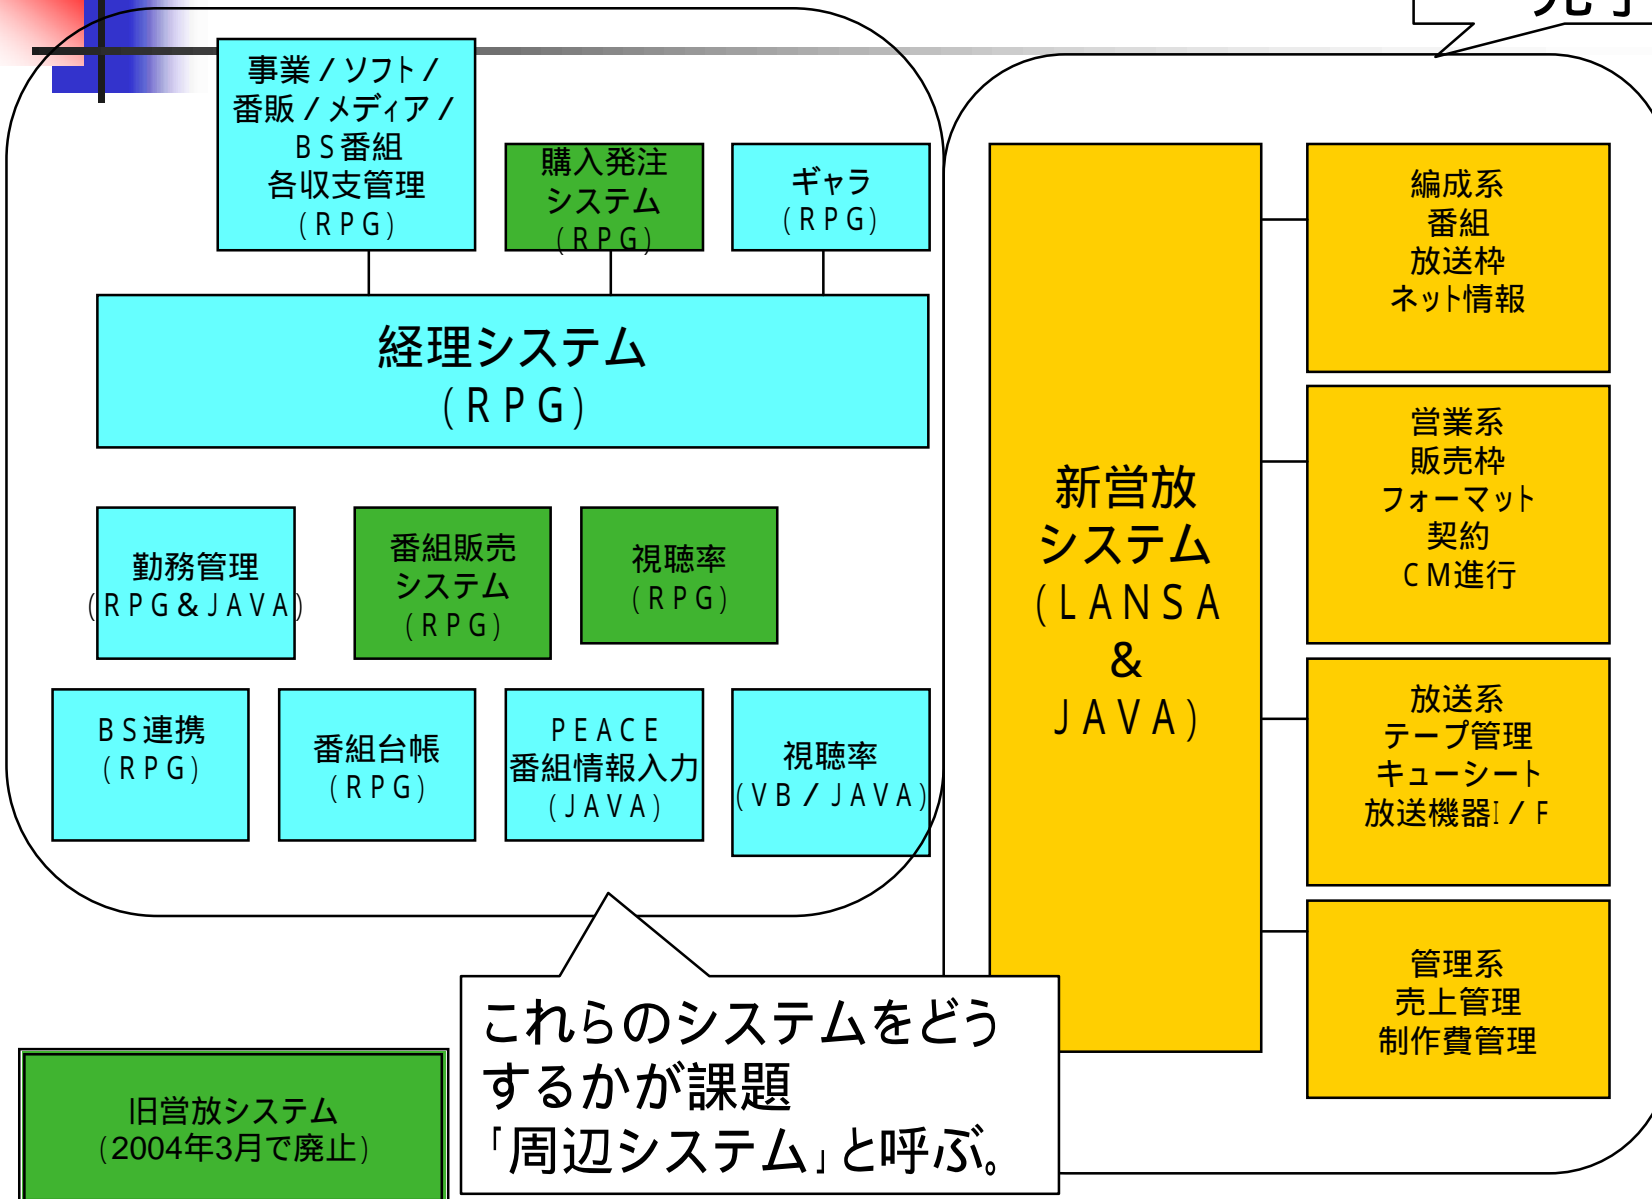 事業/ソフト/
番販/メディア/
BS番組
各収支管理
(RPG)
購入発注
システム
(RPG)
ギャラ
(RPG)
経理システム
(RPG)
勤務管理
(RPG&JAVA)
番組販売
システム
(RPG)
視聴率
(RPG)
BS連携
(RPG)
番組台帳
(RPG)
PEACE
番組情報入力
(JAVA)
視聴率
(VB/JAVA)
これらのシステムをどう
するかが課題
「周辺システム」と呼ぶ。
旧営放システム
(2004年3月で廃止)
新営放
システム
(LANSA
&
JAVA)
編成系
番組
放送枠
ネット情報
営業系
販売枠
フォーマット
契約
CM進行
放送系
テープ管理
キューシート
放送機器I/F
管理系
売上管理
制作費管理